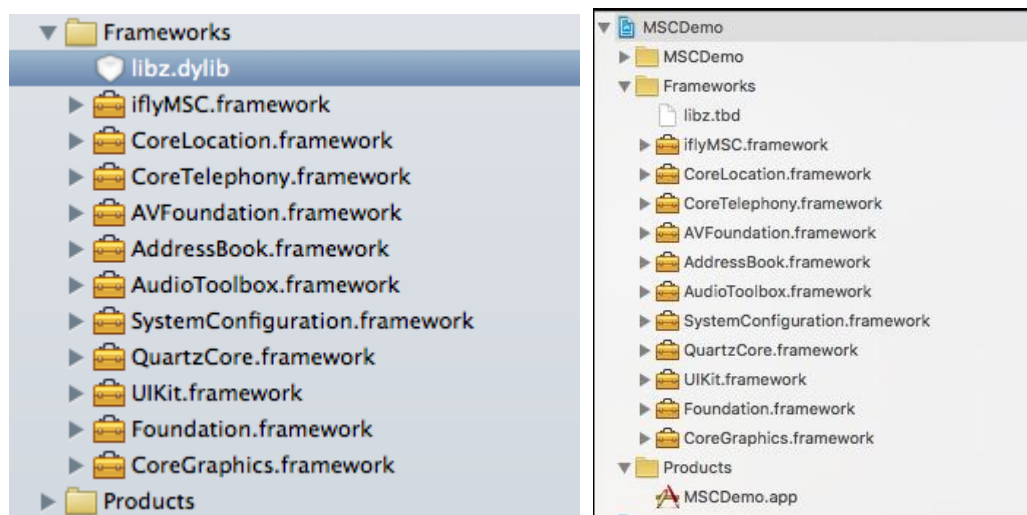 Frameworks
libz.dylib
iflyMSC.framework
CoreLocation.framework
CoreTelephony.framework
AVFoundation.framework
AddressBook.framework
AudioToolbox.framework
SystemConfiguration.framework
QuartzCore.framework
UIKit.framework
Foundation.framework
CoreGraphics.framework
Products
MSCDemo
MSCDemo
Frameworks
libz.tbd
iflyMSC.framework
CoreLocation.framework
CoreTelephony.framework
AVFoundation.framework
AddressBook.framework
AudioToolbox.framework
SystemConfiguration.framework
QuartzCore.framework
UIKit.framework
Foundation.framework
CoreGraphics.framework
Products
MSCDemo.app